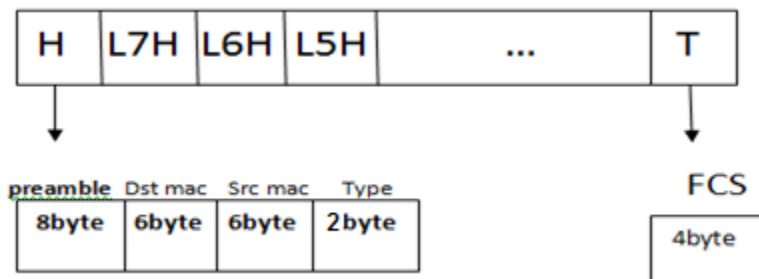 H L7H L6H L5H ... T
preamble Dst mac Src mac Type FCS
8byte 6byte 6byte 2byte 4byte